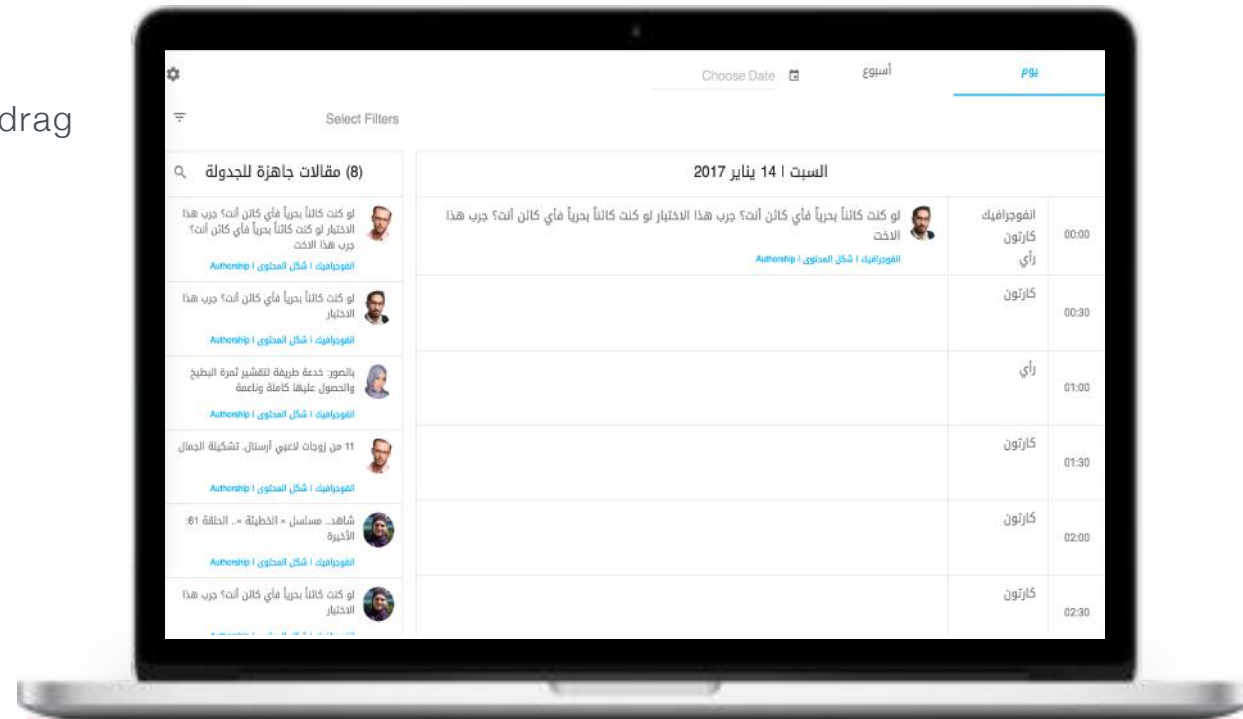 drag
يوم
أسبوع
Choose Date
Select Filters
السبت | 14 يناير 2017
00:00
انفوجرافيك
كارتون
رأي
لو كنت كائناً بحرياً فأي كائن أنت؟ جرب هذا الاختبار لو كنت كائناً بحرياً فأي كائن أنت؟ جرب هذا
الاخت
انفوجرافيك | شكل المحتوى | Authorship
00:30
كارتون
01:00
رأي
01:30
كارتون
02:00
كارتون
02:30
كارتون
(8) مقالات جاهزة للجدولة
لو كنت كائناً بحرياً فأي كائن أنت؟ جرب هذا
الاختبار لو كنت كائناً بحرياً فأي كائن أنت؟
جرب هذا الاخت
انفوجرافيك | شكل المحتوى | Authorship
لو كنت كائناً بحرياً فأي كائن أنت؟ جرب هذا
الاختبار
انفوجرافيك | شكل المحتوى | Authorship
بالصور: خدعة طريفة لتقشير ثمرة البطيخ
والحصول عليها كاملة وناعمة
انفوجرافيك | شكل المحتوى | Authorship
11 من زوجات لاعبي أرسنال. تشكيلة الجمال
انفوجرافيك | شكل المحتوى | Authorship
شاهد.. مسلسل « الخطيئة ».. الحلقة 61:
الأخيرة
انفوجرافيك | شكل المحتوى | Authorship
لو كنت كائناً بحرياً فأي كائن أنت؟ جرب هذا
الاختبار